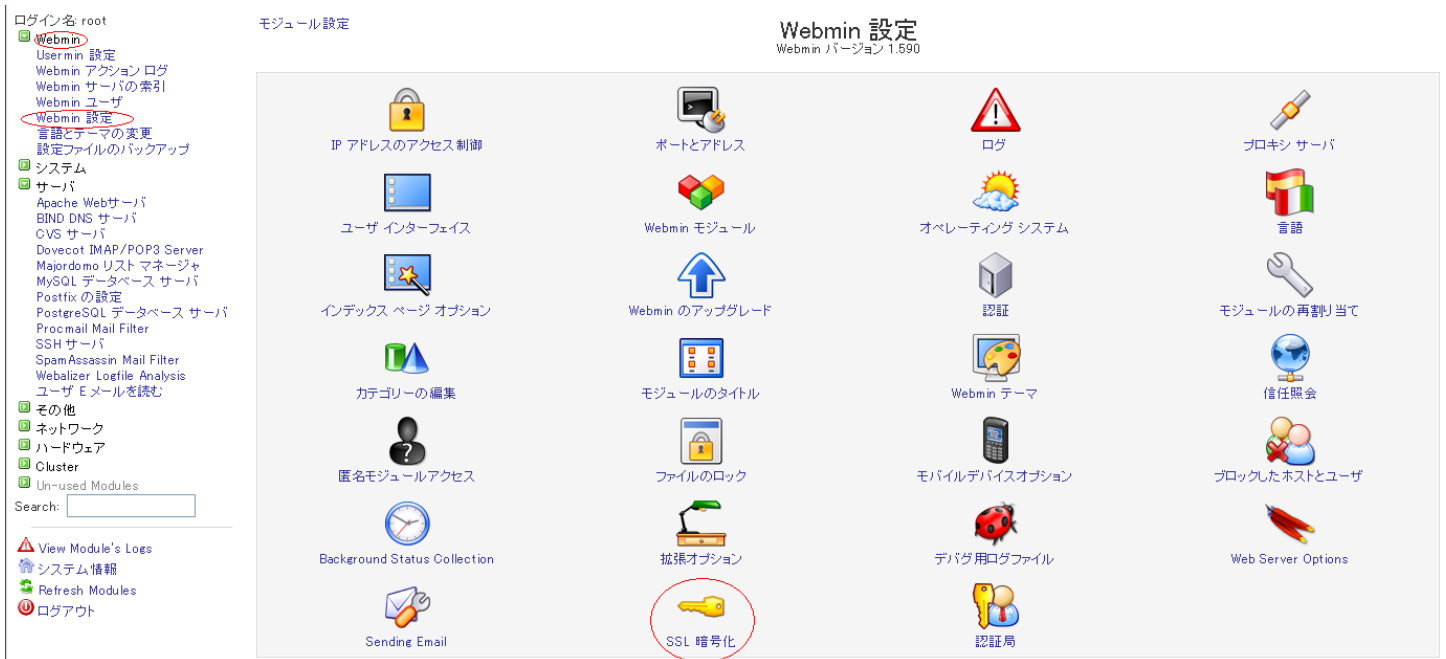 ログイン名: root
Webmin
Usermin 設定
Webmin アクション ログ
Webmin サーバの索引
Webmin ユーザ
Webmin 設定
言語とテーマの変更
設定ファイルのバックアップ
システム
サーバ
Apache Webサーバ
BIND DNS サーバ
CVS サーバ
Dovecot IMAP/POP3 Server
Majordomo リスト マネージャ
MySQL データベース サーバ
Postfix の設定
PostgreSQL データベース サーバ
Procmail Mail Filter
SSH サーバ
SpamAssassin Mail Filter
Webalizer Logfile Analysis
ユーザ E メールを読む
その他
ネットワーク
ハードウェア
Cluster
Un-used Modules
Search:
View Module's Logs
システム情報
Refresh Modules
ログアウト
モジュール設定
Webmin 設定
Webmin バージョン 1.590
IP アドレスのアクセス制御
ポートとアドレス
ログ
プロキシ サーバ
ユーザ インターフェイス
Webmin モジュール
オペレーティング システム
言語
インデックス ページ オプション
Webmin のアップグレード
認証
モジュールの再割り当て
カテゴリーの編集
モジュールのタイトル
Webmin テーマ
信任照会
匿名モジュールアクセス
ファイルのロック
モバイルデバイスオプション
ブロックしたホストとユーザ
Background Status Collection
拡張オプション
デバグ用ログファイル
Web Server Options
Sending Email
SSL 暗号化
認証局